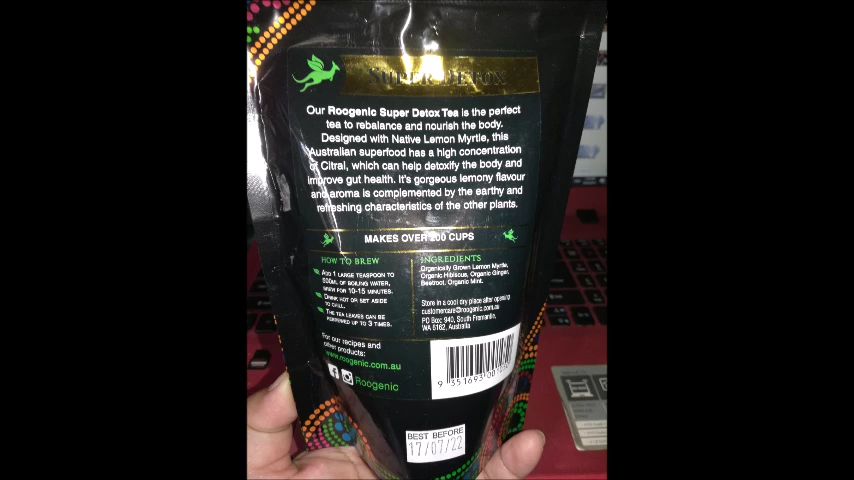 SUPER DETOX
Our Roogenic Super Detox Tea is the perfect
tea to rebalance and nourish the body.
Designed with Native Lemon Myrtle, this
Australian superfood has a high concentration
of Citral, which can help detoxify the body and
improve gut health. It's gorgeous lemony flavour
and aroma is complemented by the earthy and
refreshing characteristics of the other plants.
MAKES OVER 200 CUPS
HOW TO BREW
ADD 1 LARGE TEASPOON TO
500ML OF BOILING WATER,
BREW FOR 10-15 MINUTES.
DRINK HOT OR SET ASIDE
TO CHILL.
THE TEA LEAVES CAN BE
REBREWED UP TO 3 TIMES.
INGREDIENTS
Organically Grown Lemon Myrtle,
Organic Hibiscus, Organic Ginger,
Beetroot, Organic Mint.
Store in a cool dry place after opening
customercare@roogenic.com.au
PO Box: 940, South Fremantle,
WA 6162, Australia
For our recipes and
other products:
www.roogenic.com.au
Roogenic
9 351693 00
BEST BEFORE
17/07/22